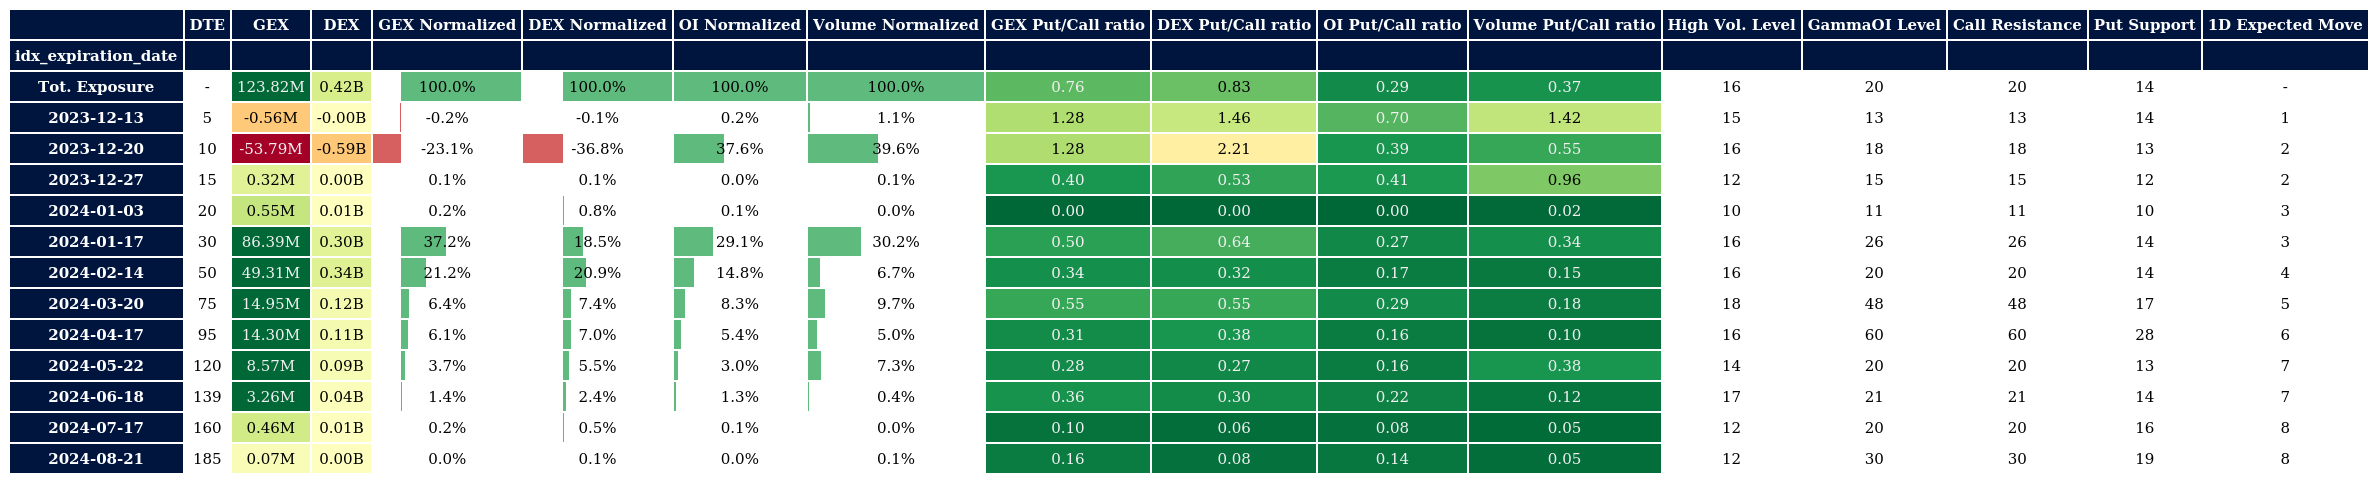 DTE GEX DEX GEX Normalized DEX Normalized OI Normalized Volume Normalized GEX Put/Call ratio DEX Put/Call ratio OI Put/Call ratio Volume Put/Call ratio High Vol. Level GammaOI Level Call Resistance Put Support 1D Expected Move
idx_expiration_date
Tot. Exposure - 123.82M 0.42B 100.0% 100.0% 100.0% 100.0% 0.76 0.83 0.29 0.37 16 20 20 14 -
2023-12-13 5 -0.56M -0.00B -0.2% -0.1% 0.2% 1.1% 1.28 1.46 0.70 1.42 15 13 13 14 1
2023-12-20 10 -53.79M -0.59B -23.1% -36.8% 37.6% 39.6% 1.28 2.21 0.39 0.55 16 18 18 13 2
2023-12-27 15 0.32M 0.00B 0.1% 0.1% 0.0% 0.1% 0.40 0.53 0.41 0.96 12 15 15 12 2
2024-01-03 20 0.55M 0.01B 0.2% 0.8% 0.1% 0.0% 0.00 0.00 0.00 0.02 10 11 11 10 3
2024-01-17 30 86.39M 0.30B 37.2% 18.5% 29.1% 30.2% 0.50 0.64 0.27 0.34 16 26 26 14 3
2024-02-14 50 49.31M 0.34B 21.2% 20.9% 14.8% 6.7% 0.34 0.32 0.17 0.15 16 20 20 14 4
2024-03-20 75 14.95M 0.12B 6.4% 7.4% 8.3% 9.7% 0.55 0.55 0.29 0.18 18 48 48 17 5
2024-04-17 95 14.30M 0.11B 6.1% 7.0% 5.4% 5.0% 0.31 0.38 0.16 0.10 16 60 60 28 6
2024-05-22 120 8.57M 0.09B 3.7% 5.5% 3.0% 7.3% 0.28 0.27 0.16 0.38 14 20 20 13 7
2024-06-18 139 3.26M 0.04B 1.4% 2.4% 1.3% 0.4% 0.36 0.30 0.22 0.12 17 21 21 14 7
2024-07-17 160 0.46M 0.01B 0.2% 0.5% 0.1% 0.0% 0.10 0.06 0.08 0.05 12 20 20 16 8
2024-08-21 185 0.07M 0.00B 0.0% 0.1% 0.0% 0.1% 0.16 0.08 0.14 0.05 12 30 30 19 8